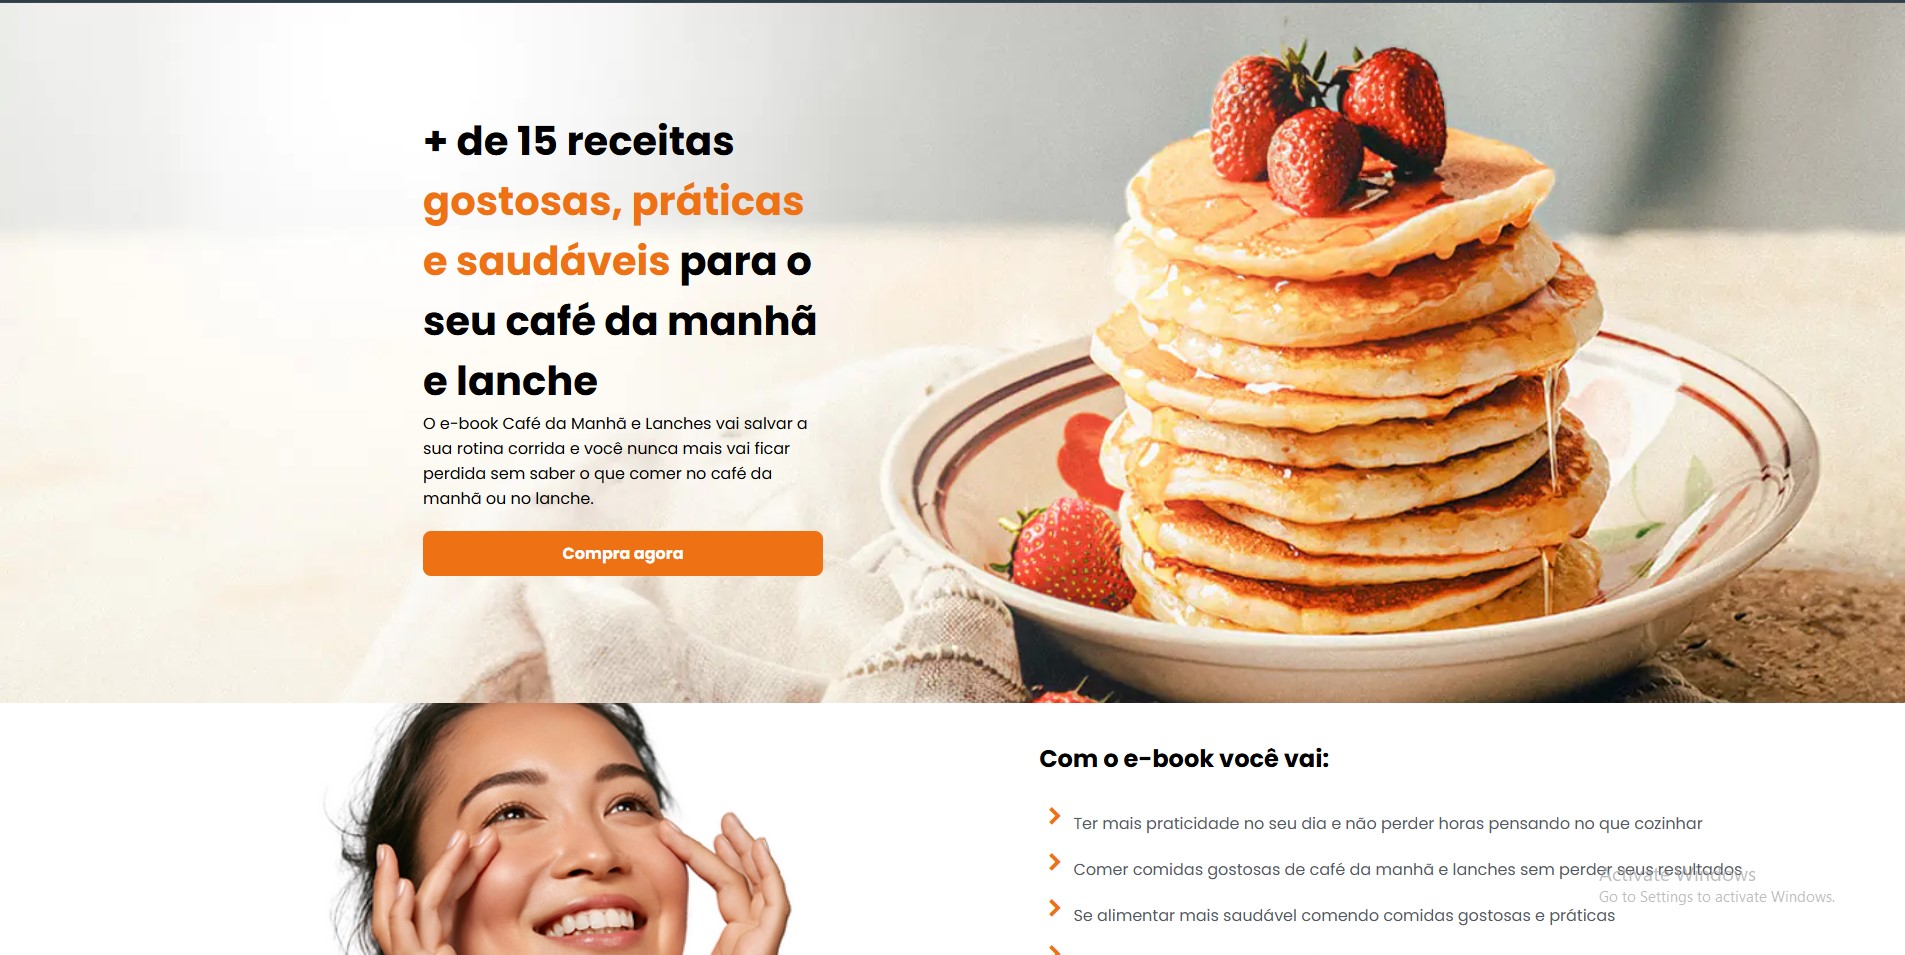 + de 15 receitas
gostosas, práticas
e saudáveis para o
seu café da manhã
e lanche
O e-book Café da Manhã e Lanches vai salvar a
sua rotina corrida e você nunca mais vai ficar
perdida sem saber o que comer no café da
manhã ou no lanche.
Compra agora
Com o e-book você vai:
Ter mais praticidade no seu dia e não perder horas pensando no que cozinhar
Comer comidas gostosas de café da manhã e lanches sem perder seus resultados
Se alimentar mais saudável comendo comidas gostosas e práticas
Activate Windows
Go to Settings to activate Windows.